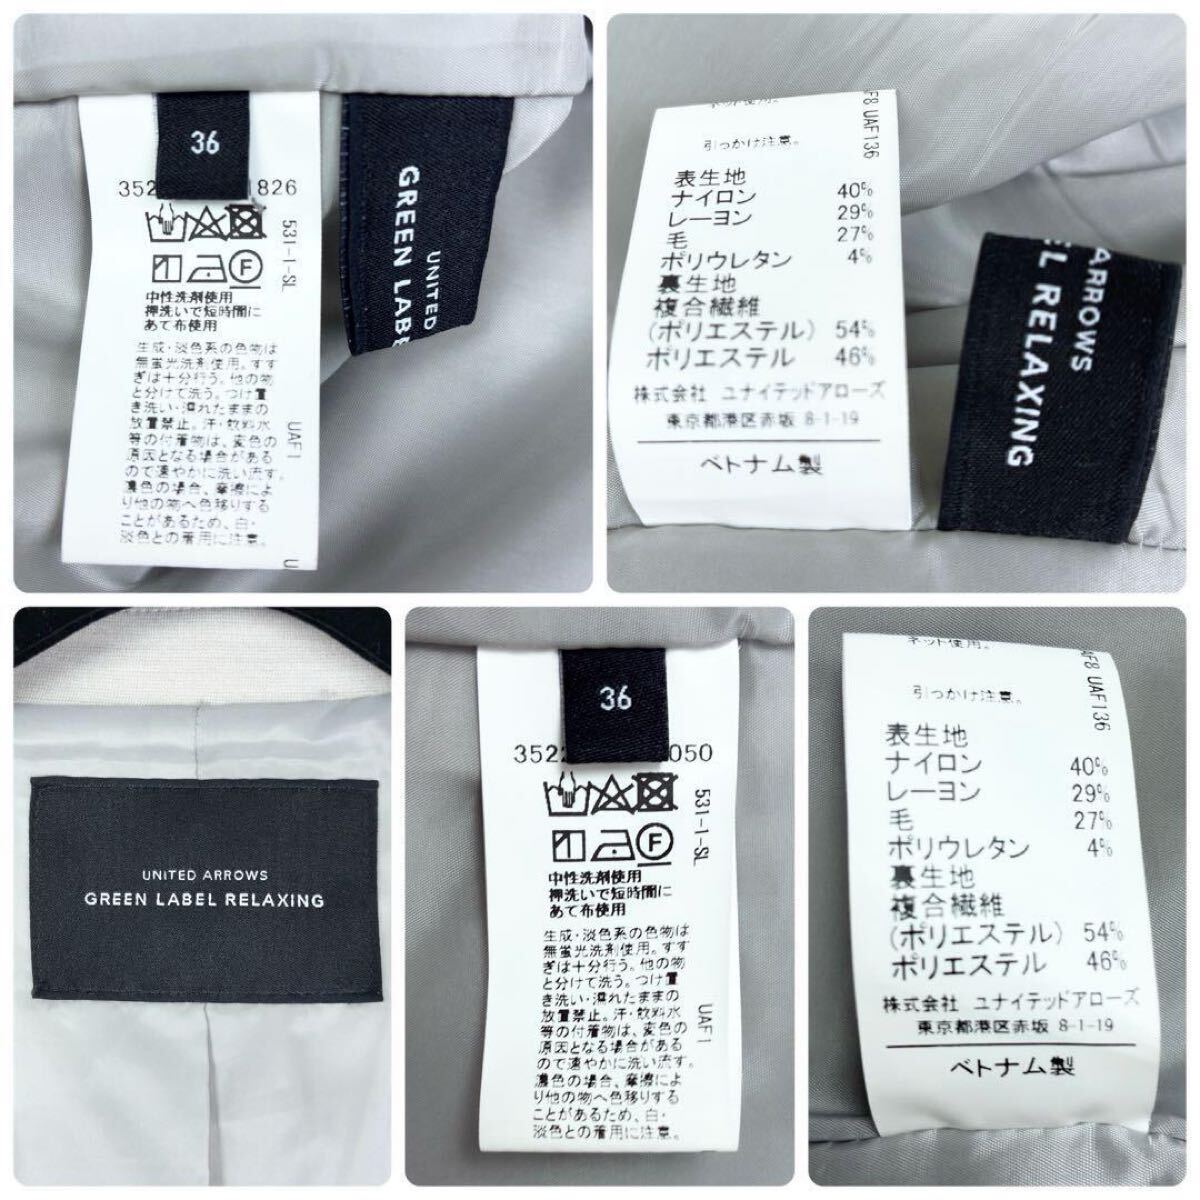 36
352
1826
531-1-SL
中性洗剤使用
押洗いで短時間に
あて布使用
生成・淡色系の色物は
無蛍光洗剤使用。すす
ぎは十分行う。他の物
と分けて洗う。つけ置
き洗い・濡れたままの
放置禁止。汗・飲料水
等の付着物は、変色の
原因となる場合がある
ので速やかに洗い流す。
濃色の場合、摩擦によ
り他の物へ色移りする
ことがあるため、白・
淡色との着用に注意。
UAF1
U
UNITED
GREEN LABE
ネット使用。
引っかけ注意。
AF8 UAF136
表生地
ナイロン 40%
レーヨン 29%
毛 27%
ポリウレタン 4%
裏生地
複合繊維
(ポリエステル) 54%
ポリエステル 46%
株式会社 ユナイテッドアローズ
東京都港区赤坂 8-1-19
ベトナム製
ARROWS
EL RELAXING
UNITED ARROWS
GREEN LABEL RELAXING
36
3522
050
531-1-SL
F
中性洗剤使用
押洗いで短時間に
あて布使用
生成・淡色系の色物は
無蛍光洗剤使用。すす
ぎは十分行う。他の物
と分けて洗う。つけ置
き洗い・濡れたままの
放置禁止。汗・飲料水
等の付着物は、変色の
原因となる場合がある
ので速やかに洗い流す。
濃色の場合、摩擦によ
り他の物へ色移りする
ことがあるため、白・
淡色との着用に注意。
UAF1
ネット使用。
引っかけ注意。
AF8 UAF136
表生地
ナイロン 40%
レーヨン 29%
毛 27%
ポリウレタン 4%
裏生地
複合繊維
(ポリエステル) 54%
ポリエステル 46%
株式会社 ユナイテッドアローズ
東京都港区赤坂 8-1-19
ベトナム製